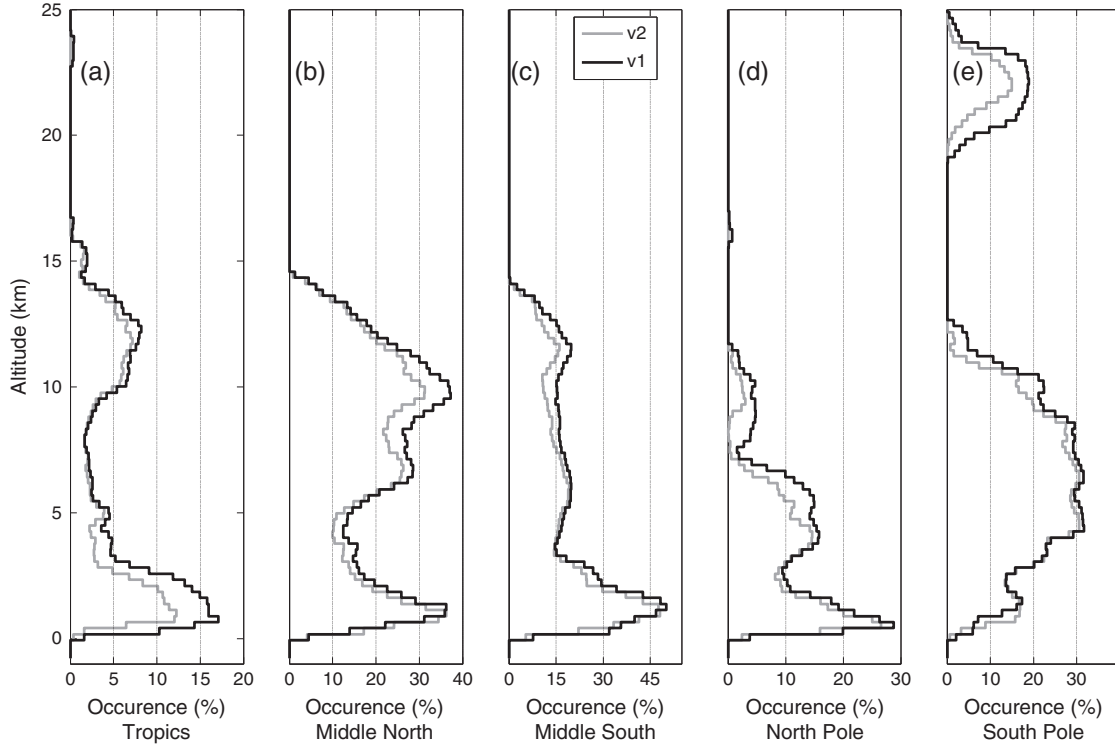 25
20
15
10
5
0
Altitude (km)
(a)
(b)
(c)
(d)
(e)
v2
v1
0 5 10 15 20
0 10 20 30 40
0 15 30 45
0 10 20 30
0 10 20 30
Occurence (%)
Tropics
Occurence (%)
Middle North
Occurence (%)
Middle South
Occurence (%)
North Pole
Occurence (%)
South Pole